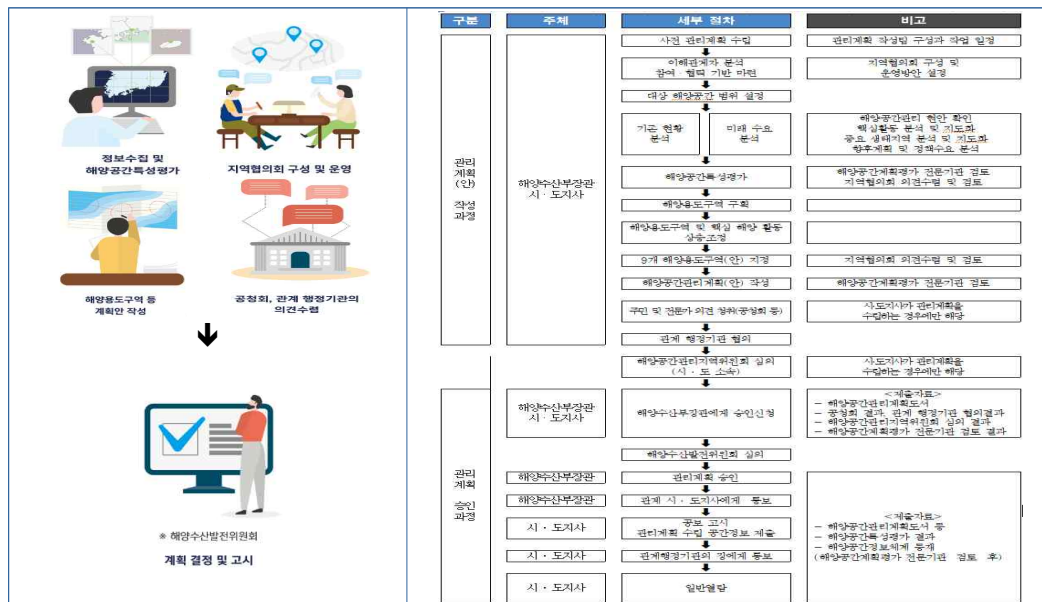 정보수집 및
해양공간특성평가
지역협의회 구성 및 운영
해양용도구역 등
계획안 작성
공청회, 관계 행정기관의
의견수렴
※ 해양수산발전위원회
계획 결정 및 고시
구분
주체
세부 절차
비고
관리
계획
(안)
작성
과정
해양수산부장관
시·도지사
사전 관리계획 수립
관리계획 작성팀 구성과 작업 일정
이해관계자 분석
참여·협력 기반 마련
지역협의회 구성 및
운영방안 설정
대상 해양공간 범위 설정
기존 현황
분석
미래 수요
분석
해양공간관리 현안 확인
핵심활동 분석 및 지도화
중요 생태지역 분석 및 지도화
향후계획 및 정책수요 분석
해양공간특성평가
해양공간계획평가 전문기관 검토
지역협의회 의견수렴 및 검토
해양용도구역 구획
해양용도구역 및 핵심 해양 활동
상충조정
9개 해양용도구역(안) 지정
지역협의회 의견수렴 및 검토
해양공간관리계획(안) 작성
해양공간계획평가 전문기관 검토
주민 및 전문가 의견 청취(공청회 등)
시도지사가 관리계획을
수립하는 경우에만 해당
관계 행정기관 협의
해양공간관리지역위원회 심의
(시·도 소속)
시도지사가 관리계획을
수립하는 경우에만 해당
관리
계획
승인
과정
해양수산부장관
시·도지사
해양수산부장관에게 승인신청
<제출자료>
- 해양공간관리계획도서
- 공청회 결과, 관계 행정기관 협의결과
- 해양공간관리지역위원회 심의 결과
- 해양공간계획평가 전문기관 검토 결과
해양수산발전위원회 심의
해양수산부장관
관리계획 승인
해양수산부장관
관계 시·도지사에게 통보
시·도지사
공보 고시
관리계획 수립 공간정보 제출
시·도지사
관계행정기관의 장에게 통보
시·도지사
일반열람
<제출자료>
- 해양공간관리계획도서 등
- 해양공간특성평가 결과
- 해양공간정보체계 등재
(해양공간계획평가 전문기관 검토 후)